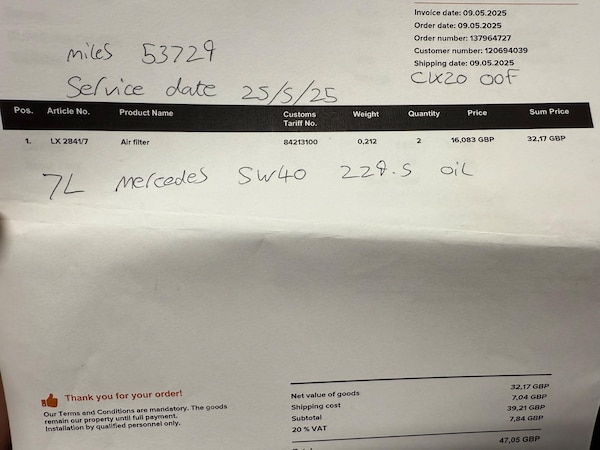 Invoice date: 09.05.2025
Order date: 09.05.2025
Order number: 137964727
Customer number: 120694039
Shipping date: 09.05.2025
miles 53729
CUX20 OOF
Service date 25/5/25
Pos. Article No. Product Name Customs Tariff No. Weight Quantity Price Sum Price
1. LX 2841/7 Air filter 84213100 0,212 2 16,083 GBP 32,17 GBP
7L Mercedes 5W40 229.5 oil
Thank you for your order!
Our Terms and Conditions are mandatory. The goods
remain our property until full payment.
Installation by qualified personnel only.
Net value of goods 32,17 GBP
Shipping cost 7,04 GBP
Subtotal 39,21 GBP
20 % VAT 7,84 GBP
47,05 GBP